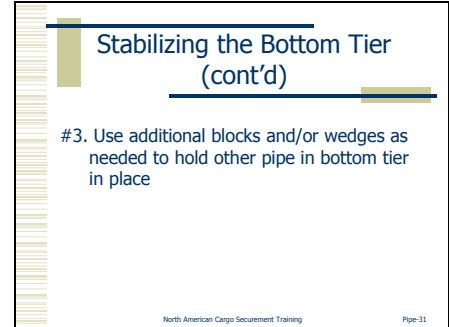 Stabilizing the Bottom Tier
(cont'd)
#3. Use additional blocks and/or wedges as
needed to hold other pipe in bottom tier
in place
North American Cargo Securement Training
Pipe-31